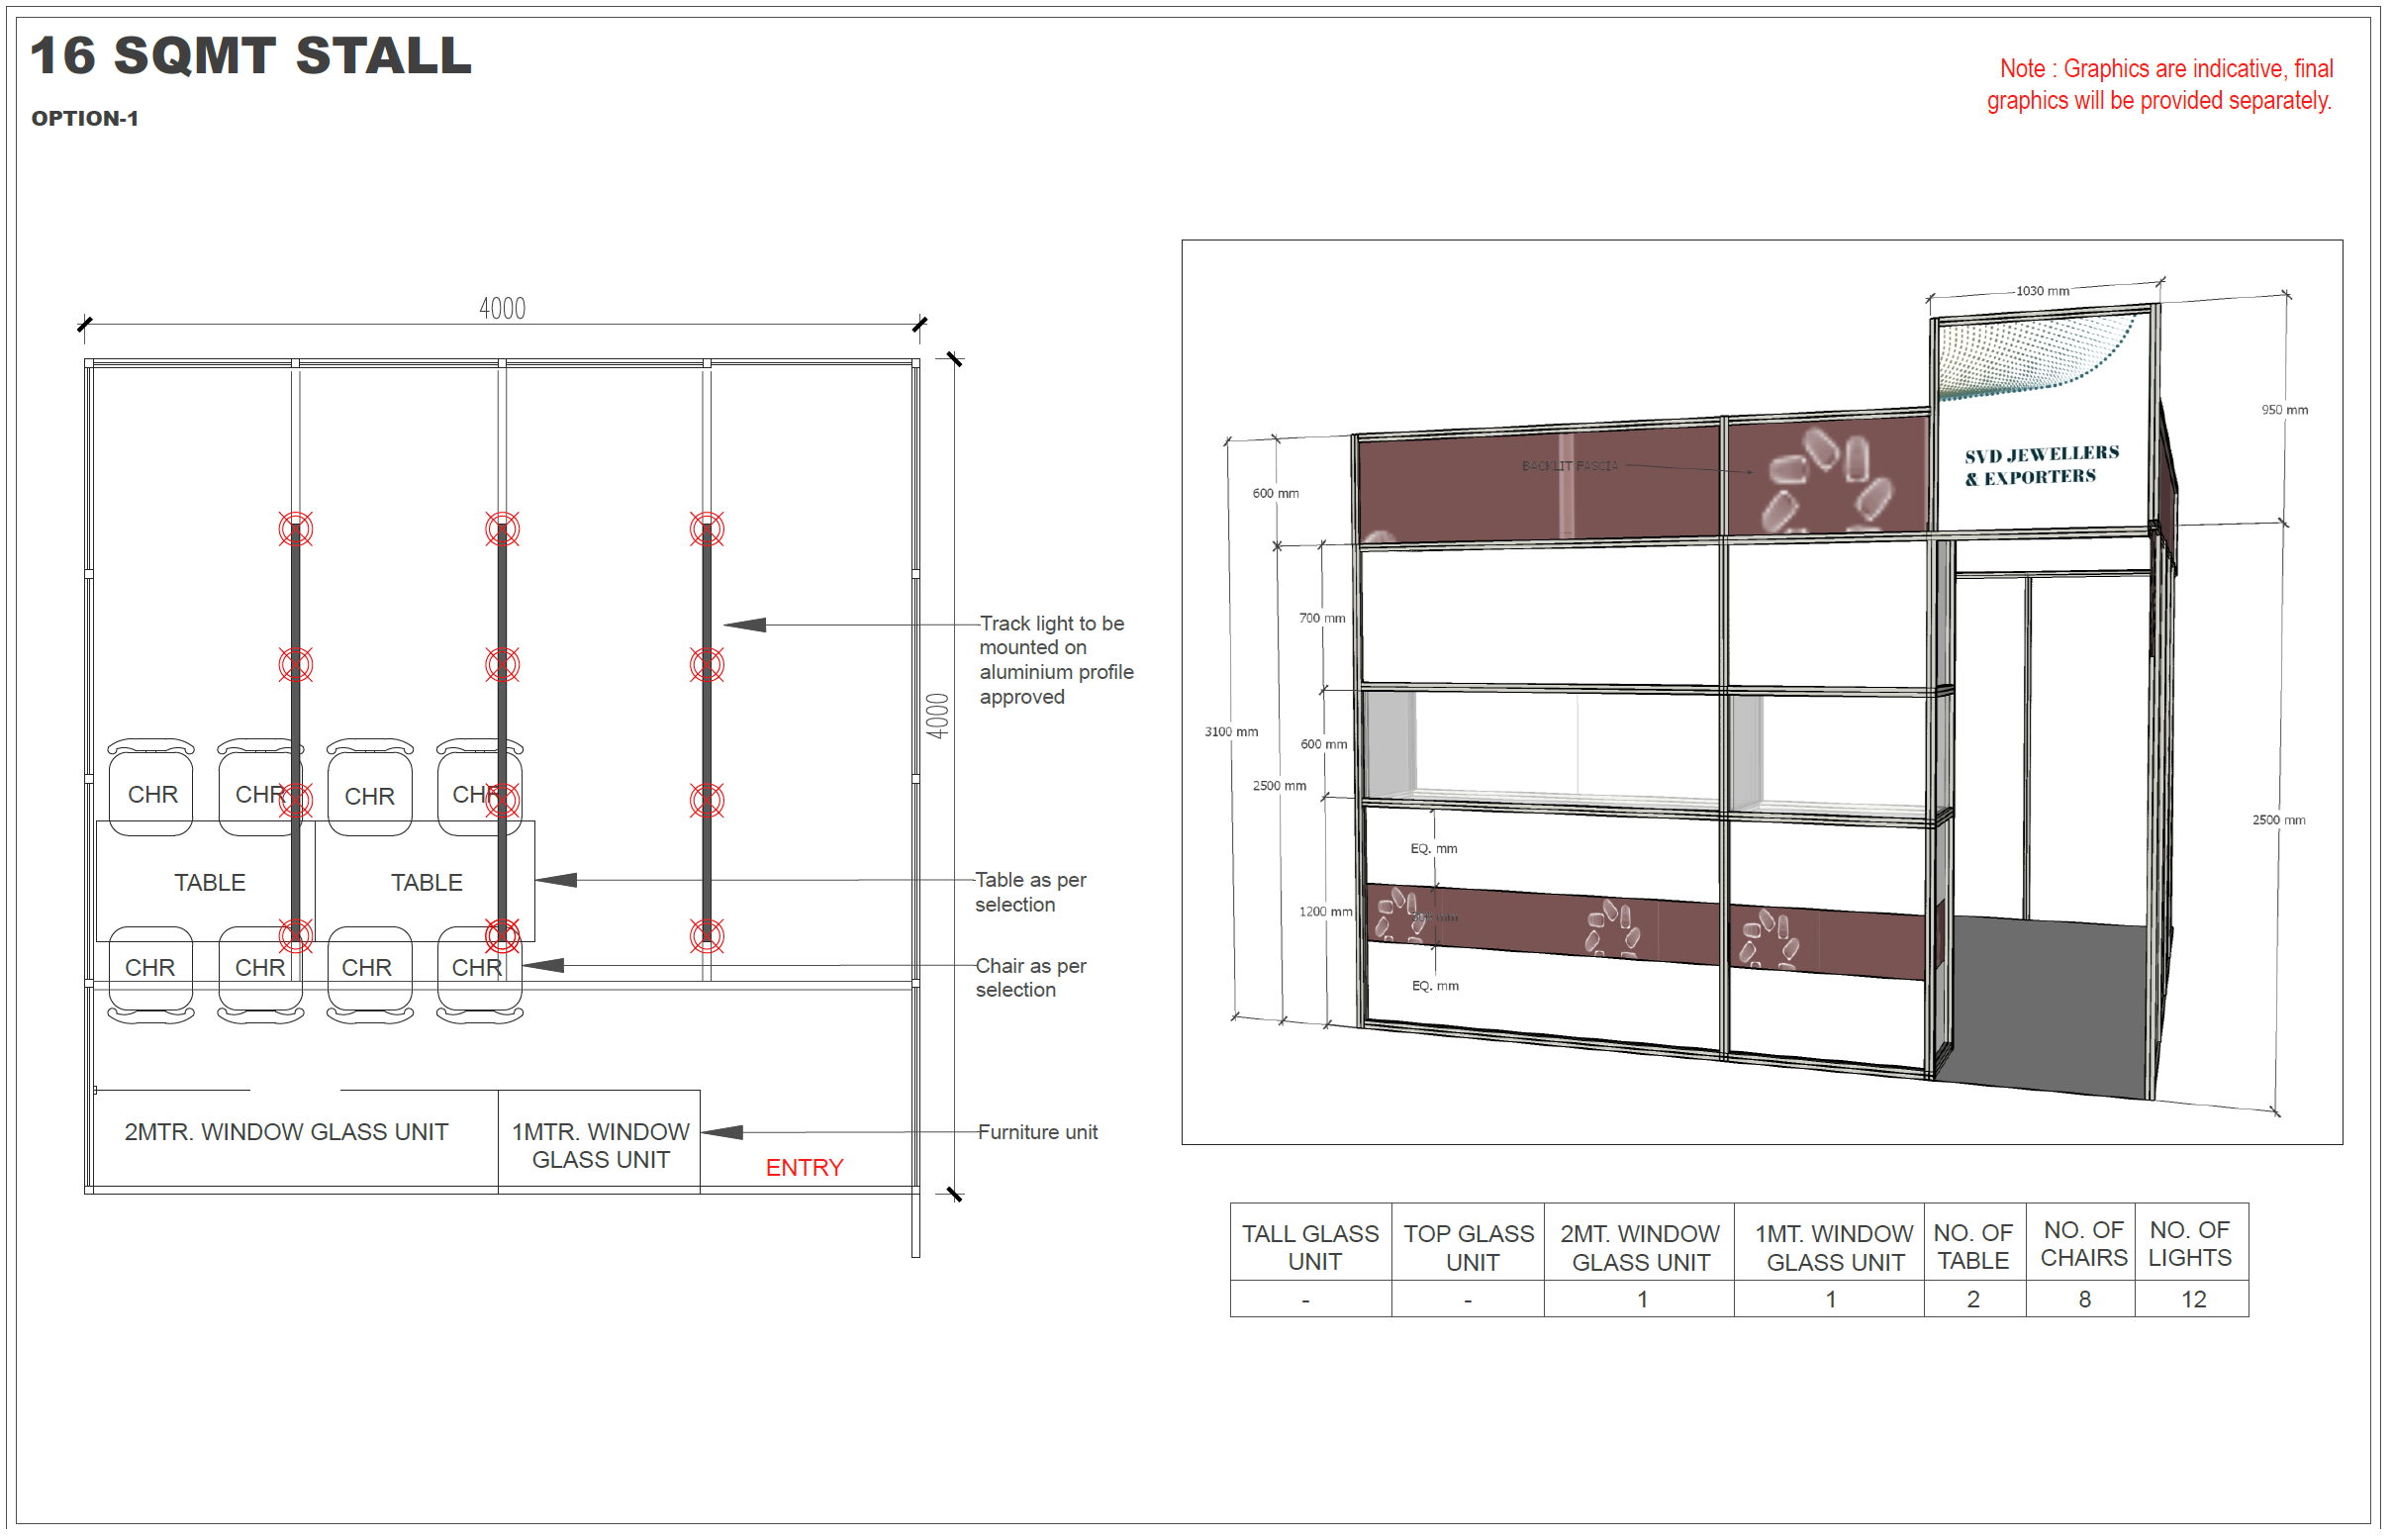 16 SQMT STALL
OPTION-1
Note : Graphics are indicative, final
graphics will be provided separately.
4000
4000
Track light to be
mounted on
aluminium profile
approved
CHR
CHR
CHR
CHR
TABLE
TABLE
Table as per
selection
CHR
CHR
CHR
CHR
Chair as per
selection
2MTR. WINDOW GLASS UNIT
1MTR. WINDOW
GLASS UNIT
Furniture unit
ENTRY
1030 mm
950 mm
SVD JEWELLERS
& EXPORTERS
BACKLIT FASCIA
600 mm
700 mm
3100 mm
600 mm
2500 mm
2500 mm
EQ. mm
1200 mm
EQ. mm
TALL GLASS UNIT
TOP GLASS UNIT
2MT. WINDOW GLASS UNIT
1MT. WINDOW GLASS UNIT
NO. OF TABLE
NO. OF CHAIRS
NO. OF LIGHTS
- - 1 1 2 8 12